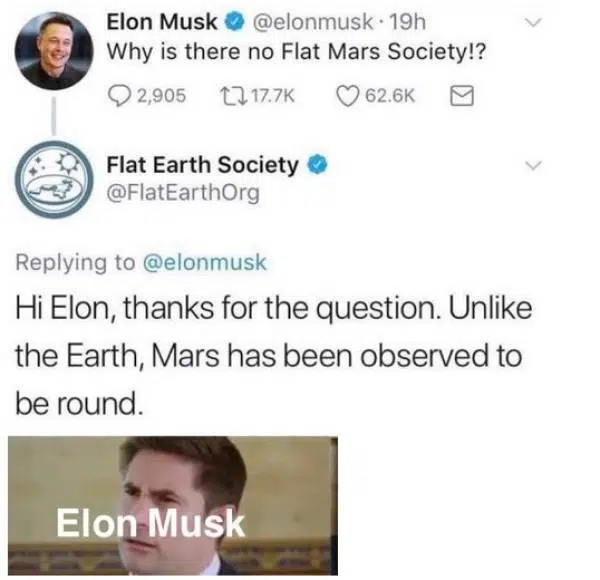 Elon Musk @elonmusk · 19h
Why is there no Flat Mars Society!?
2,905 17.7K 62.6K
Flat Earth Society
@FlatEarthOrg
Replying to @elonmusk
Hi Elon, thanks for the question. Unlike
the Earth, Mars has been observed to
be round.
Elon Musk